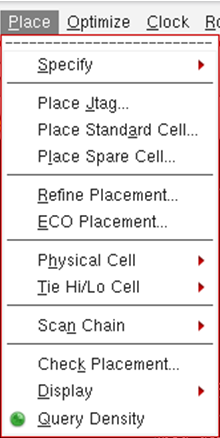 Place Optimize Clock Ro
Specify
Place Jtag...
Place Standard Cell...
Place Spare Cell...
Refine Placement...
ECO Placement...
Physical Cell
Tie Hi/Lo Cell
Scan Chain
Check Placement...
Display
Query Density